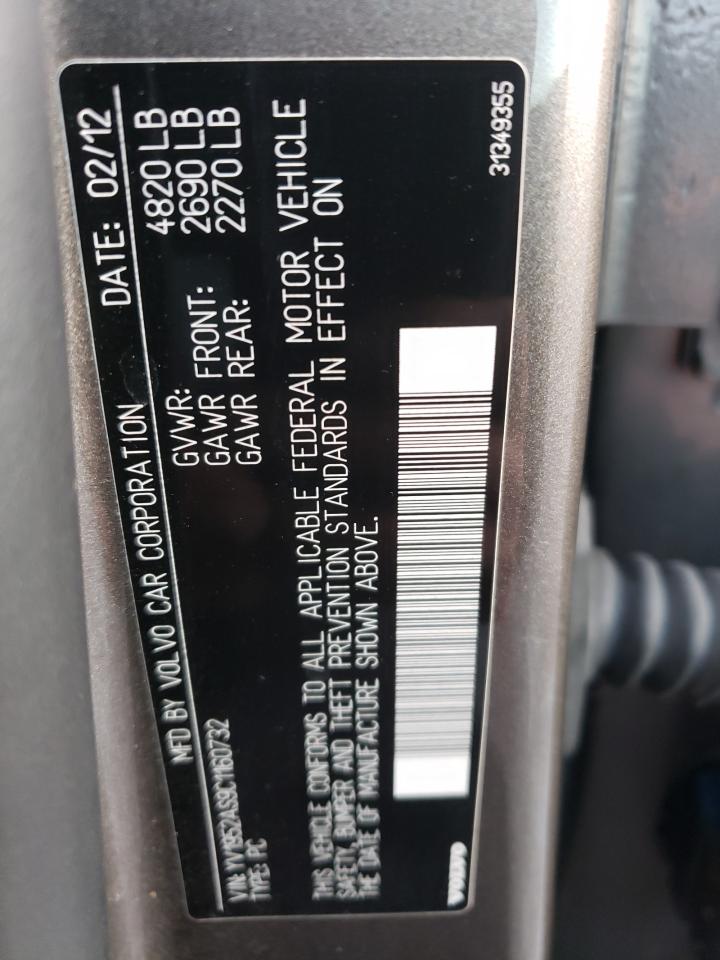 MFD BY VOLVO CAR CORPORATION DATE: 02/12
VIN: YV1952AS9C1160732
TYPE: PC
GVWR: 4820 LB
GAWR FRONT: 2690 LB
GAWR REAR: 2270 LB
THIS VEHICLE CONFORMS TO ALL APPLICABLE FEDERAL MOTOR VEHICLE
SAFETY, BUMPER AND THEFT PREVENTION STANDARDS IN EFFECT ON
THE DATE OF MANUFACTURE SHOWN ABOVE.
VOLVO 31349355